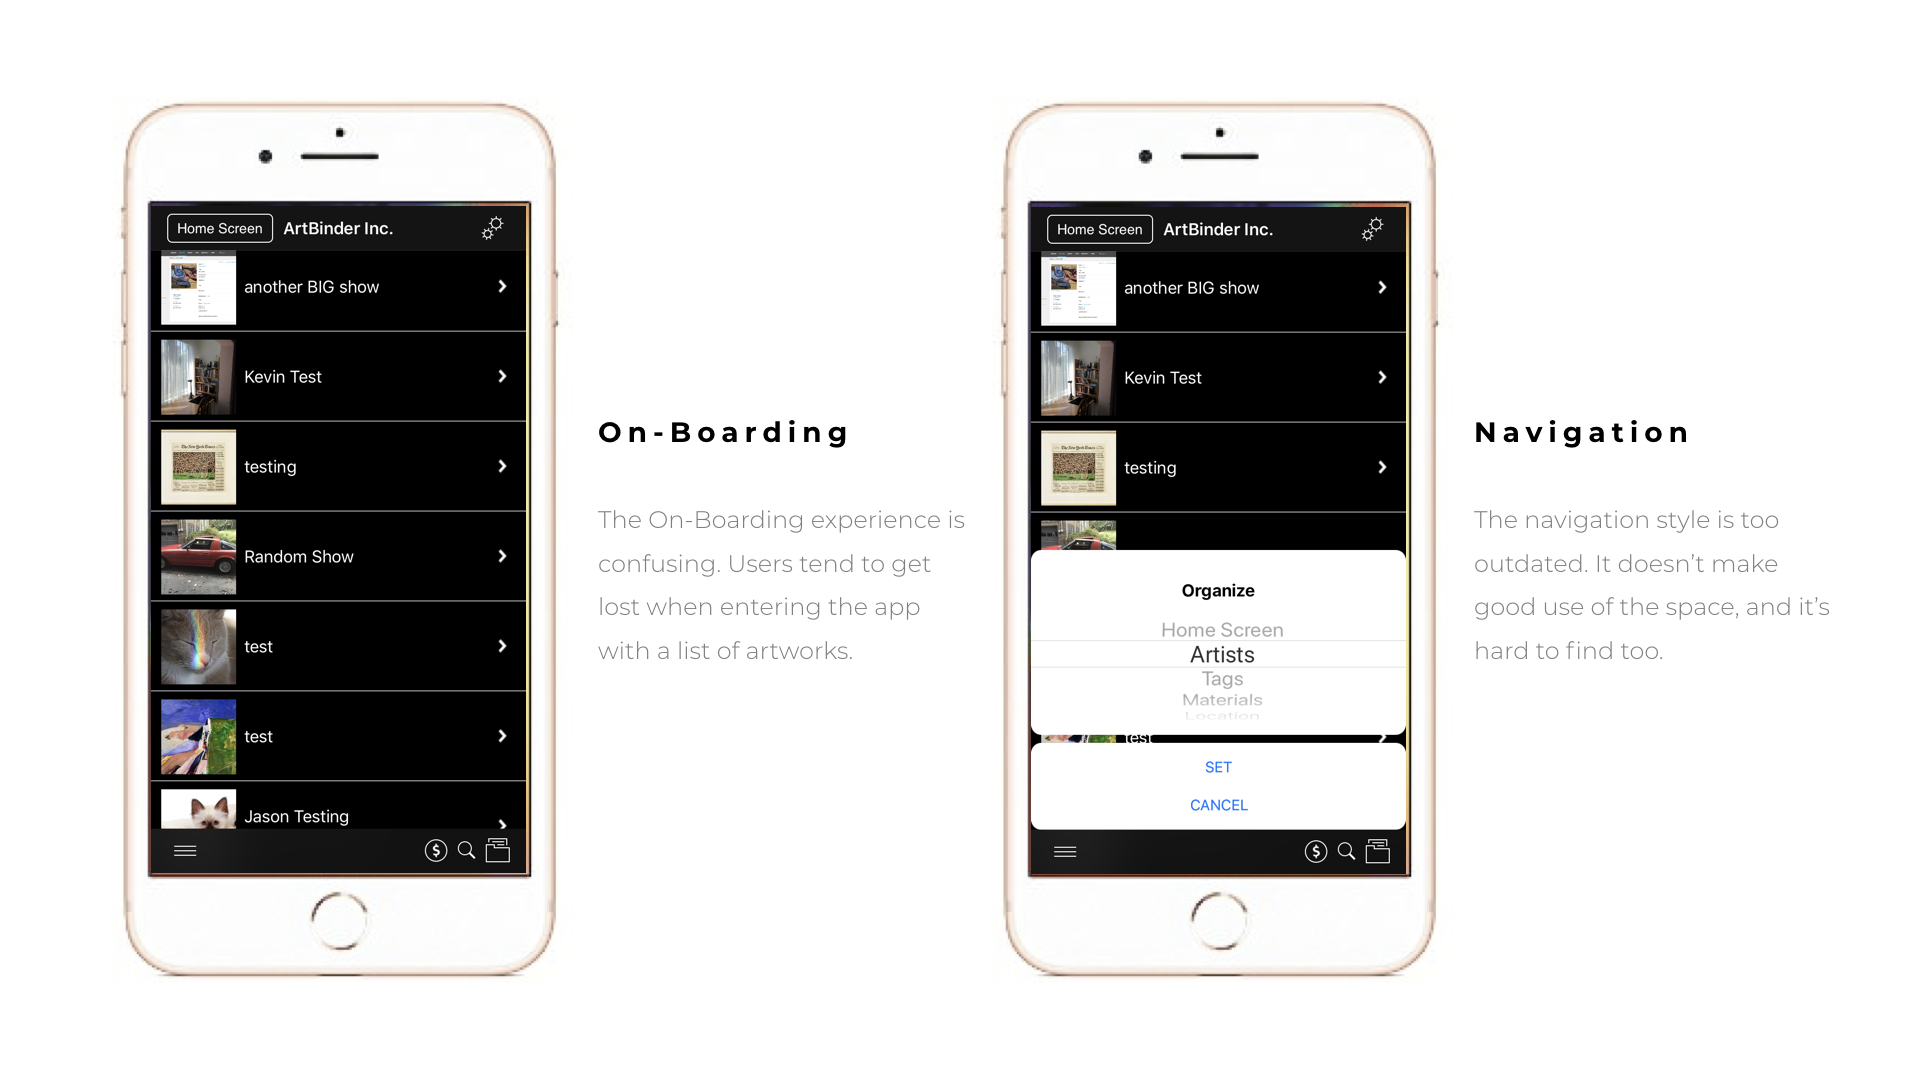 Home Screen ArtBinder Inc.
another BIG show
Kevin Test
testing
Random Show
test
test
Jason Testing
On-Boarding
The On-Boarding experience is
confusing. Users tend to get
lost when entering the app
with a list of artworks.
Home Screen ArtBinder Inc.
another BIG show
Kevin Test
testing
Organize
Home Screen
Artists
Tags
Materials
Location
test
SET
CANCEL
Navigation
The navigation style is too
outdated. It doesn’t make
good use of the space, and it’s
hard to find too.